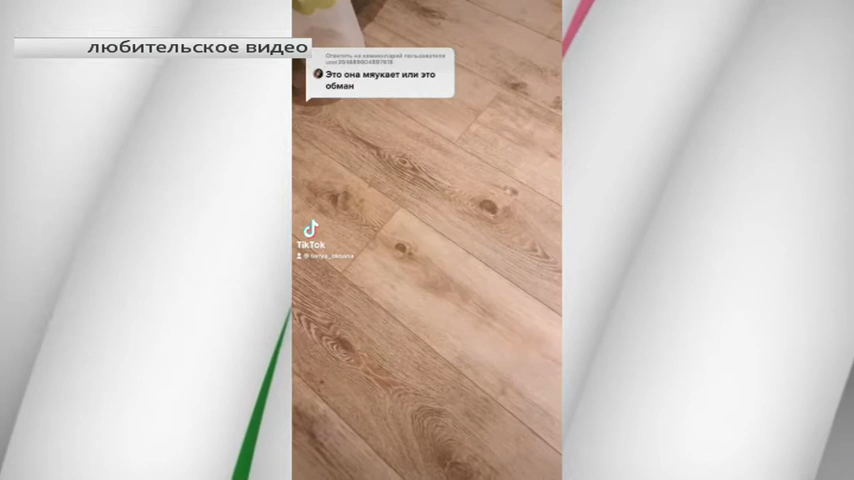 любительское видео
Ответить на комментарий пользователя
Это она мяукает или это
обман
TikTok